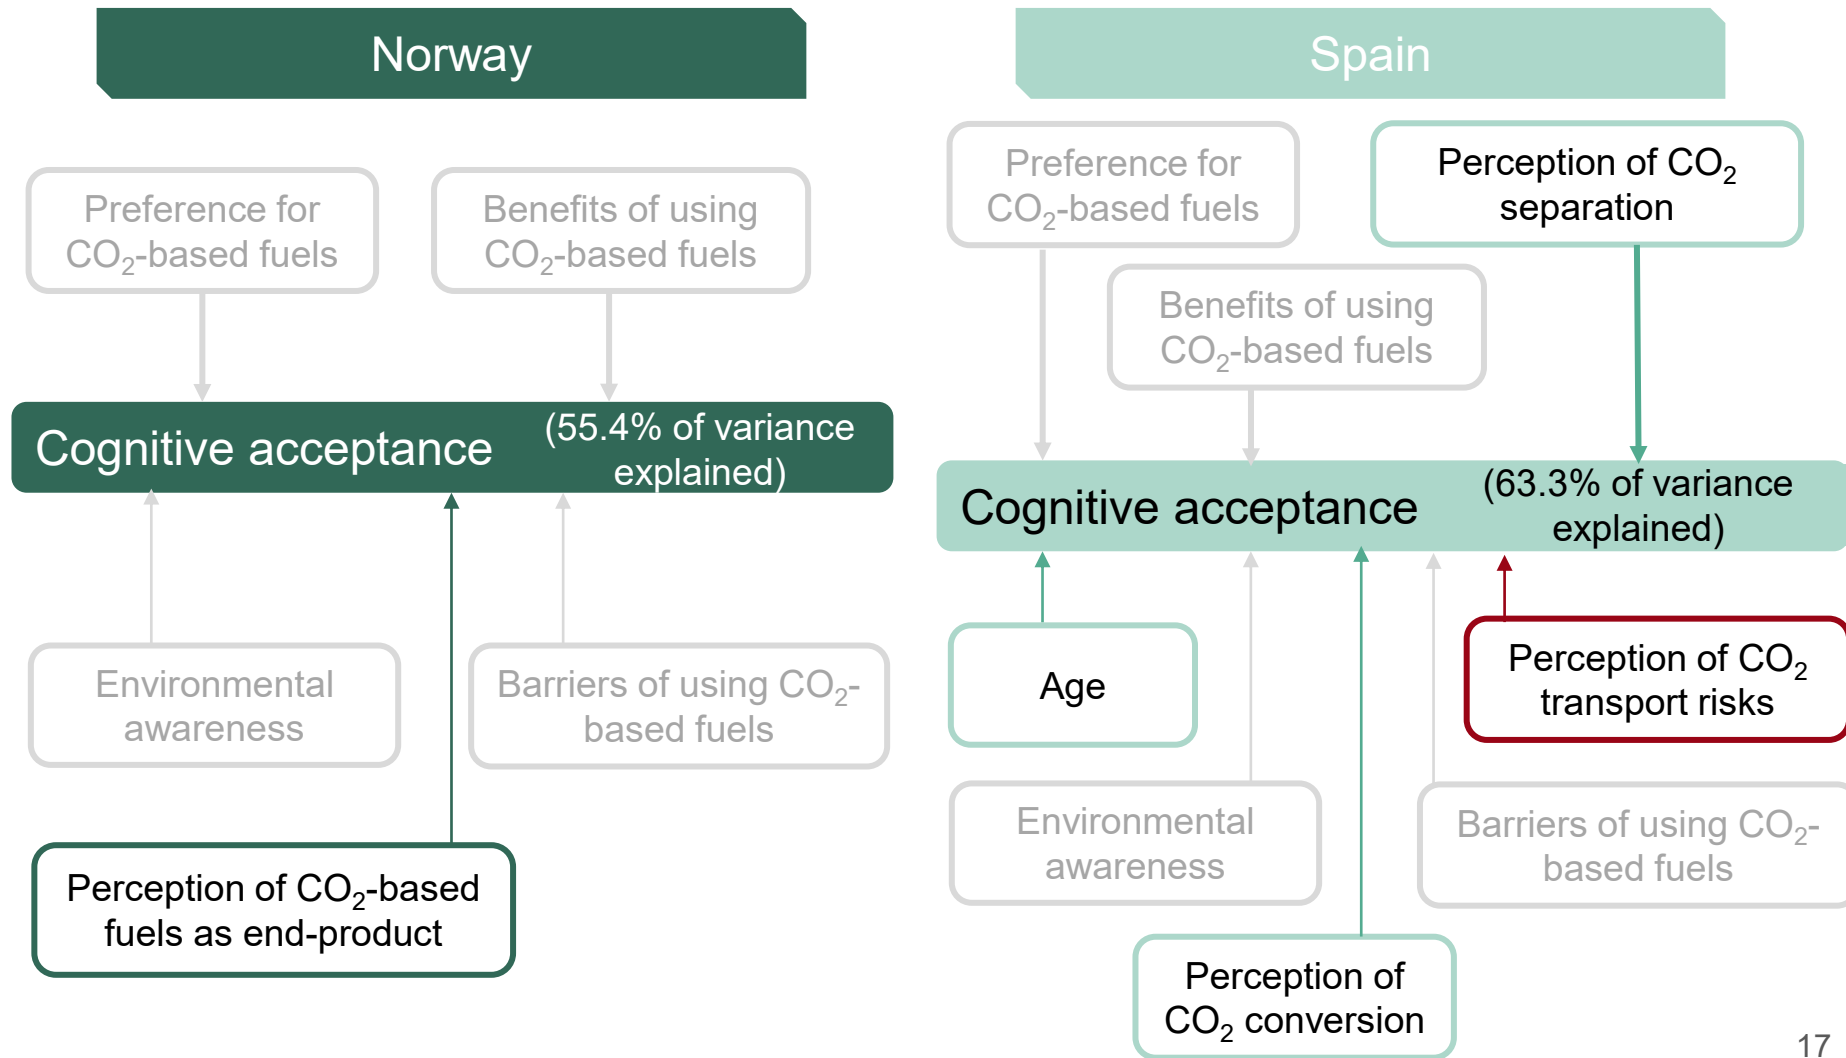 Norway
Preference for
CO₂-based fuels
Benefits of using
CO₂-based fuels
Cognitive acceptance
(55.4% of variance
explained)
Environmental
awareness
Barriers of using CO₂-
based fuels
Perception of CO₂-based
fuels as end-product
Spain
Preference for
CO₂-based fuels
Perception of CO₂
separation
Benefits of using
CO₂-based fuels
Cognitive acceptance
(63.3% of variance
explained)
Age
Perception of CO₂
transport risks
Environmental
awareness
Barriers of using CO₂-
based fuels
Perception of
CO₂ conversion
17